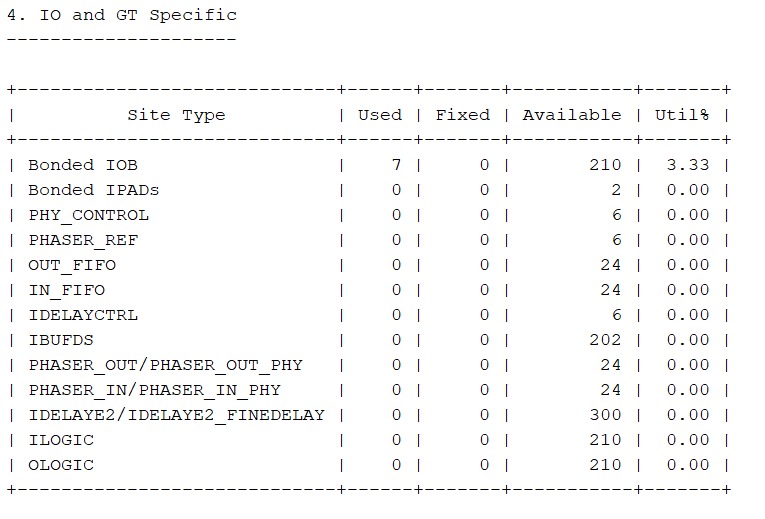 4. IO and GT Specific
---------------------
+-----------------------------+------+-------+-----------+-------+
|          Site Type          | Used | Fixed | Available | Util% |
+-----------------------------+------+-------+-----------+-------+
| Bonded IOB                  |    7 |     0 |       210 |  3.33 |
| Bonded IPADs                |    0 |     0 |         2 |  0.00 |
| PHY_CONTROL                 |    0 |     0 |         6 |  0.00 |
| PHASER_REF                  |    0 |     0 |         6 |  0.00 |
| OUT_FIFO                    |    0 |     0 |        24 |  0.00 |
| IN_FIFO                     |    0 |     0 |        24 |  0.00 |
| IDELAYCTRL                  |    0 |     0 |         6 |  0.00 |
| IBUFDS                      |    0 |     0 |       202 |  0.00 |
| PHASER_OUT/PHASER_OUT_PHY   |    0 |     0 |        24 |  0.00 |
| PHASER_IN/PHASER_IN_PHY     |    0 |     0 |        24 |  0.00 |
| IDELAYE2/IDELAYE2_FINEDELAY |    0 |     0 |       300 |  0.00 |
| ILOGIC                      |    0 |     0 |       210 |  0.00 |
| OLOGIC                      |    0 |     0 |       210 |  0.00 |
+-----------------------------+------+-------+-----------+-------+